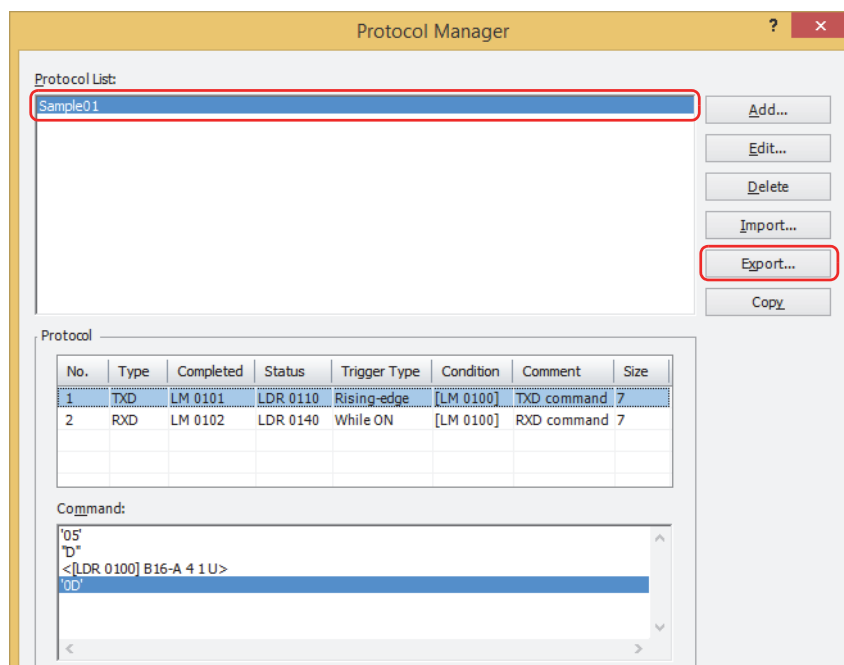 Protocol Manager
?
×
Protocol List:
Sample01
Add...
Edit...
Delete
Import...
Export...
Copy
Protocol
No. Type Completed Status Trigger Type Condition Comment Size
1 TXD LM 0101 LDR 0110 Rising-edge [LM 0100] TXD command 7
2 RXD LM 0102 LDR 0140 While ON [LM 0100] RXD command 7
Command:
'05'
"D"
<[LDR 0100] B16-A 4 1 U>
'0D'